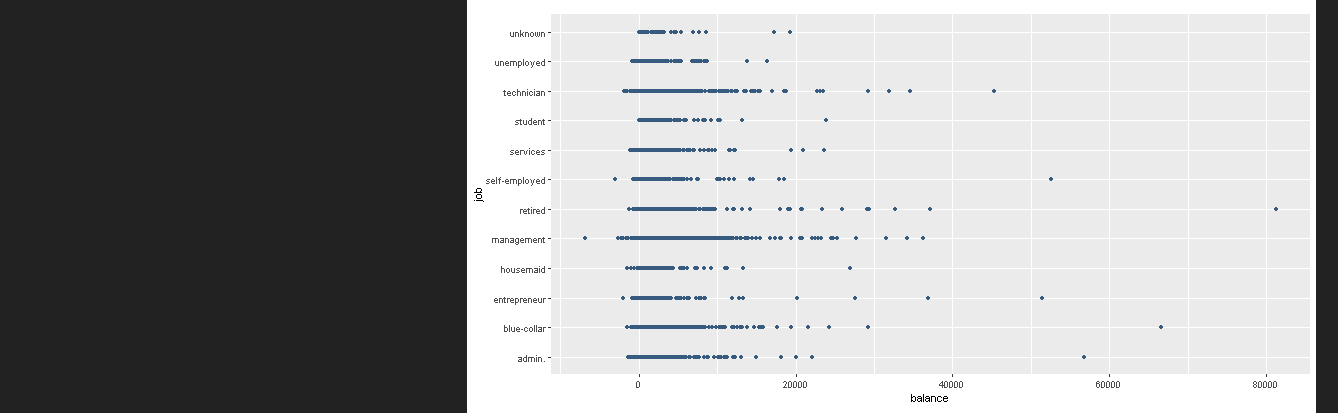 unknown
unemployed
technician
student
services
self-employed
job
retired
management
housemaid
entrepreneur
blue-collar
admin.
0 20000 40000 60000 80000
balance